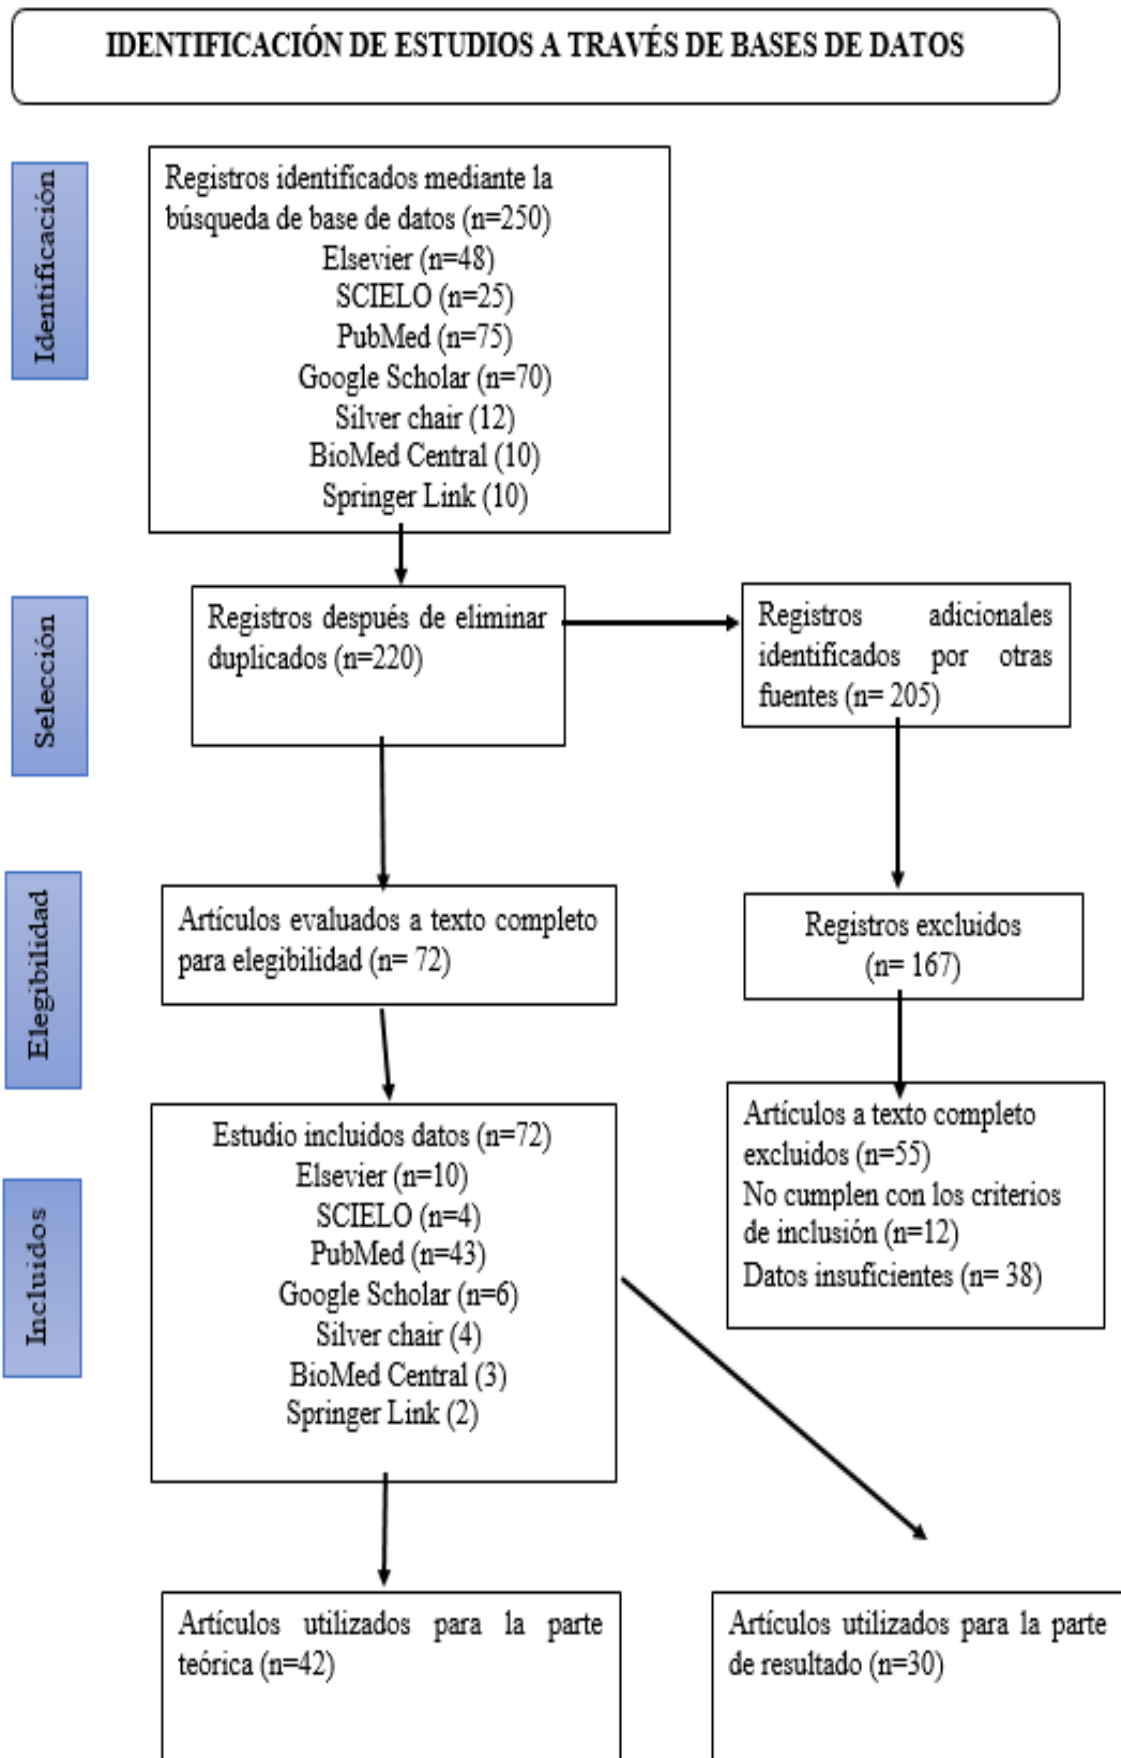 IDENTIFICACIÓN DE ESTUDIOS A TRAVÉS DE BASES DE DATOS
Identificación
Registros identificados mediante la
búsqueda de base de datos (n=250)
Elsevier (n=48)
SCIELO (n=25)
PubMed (n=75)
Google Scholar (n=70)
Silver chair (12)
BioMed Central (10)
Springer Link (10)
Selección
Registros después de eliminar
duplicados (n=220)
Registros adicionales
identificados por otras
fuentes (n= 205)
Elegibilidad
Artículos evaluados a texto completo
para elegibilidad (n= 72)
Registros excluidos
(n= 167)
Incluidos
Estudio incluidos datos (n=72)
Elsevier (n=10)
SCIELO (n=4)
PubMed (n=43)
Google Scholar (n=6)
Silver chair (4)
BioMed Central (3)
Springer Link (2)
Artículos a texto completo
excluidos (n=55)
No cumplen con los criterios
de inclusión (n=12)
Datos insuficientes (n= 38)
Artículos utilizados para la parte
teórica (n=42)
Artículos utilizados para la parte
de resultado (n=30)